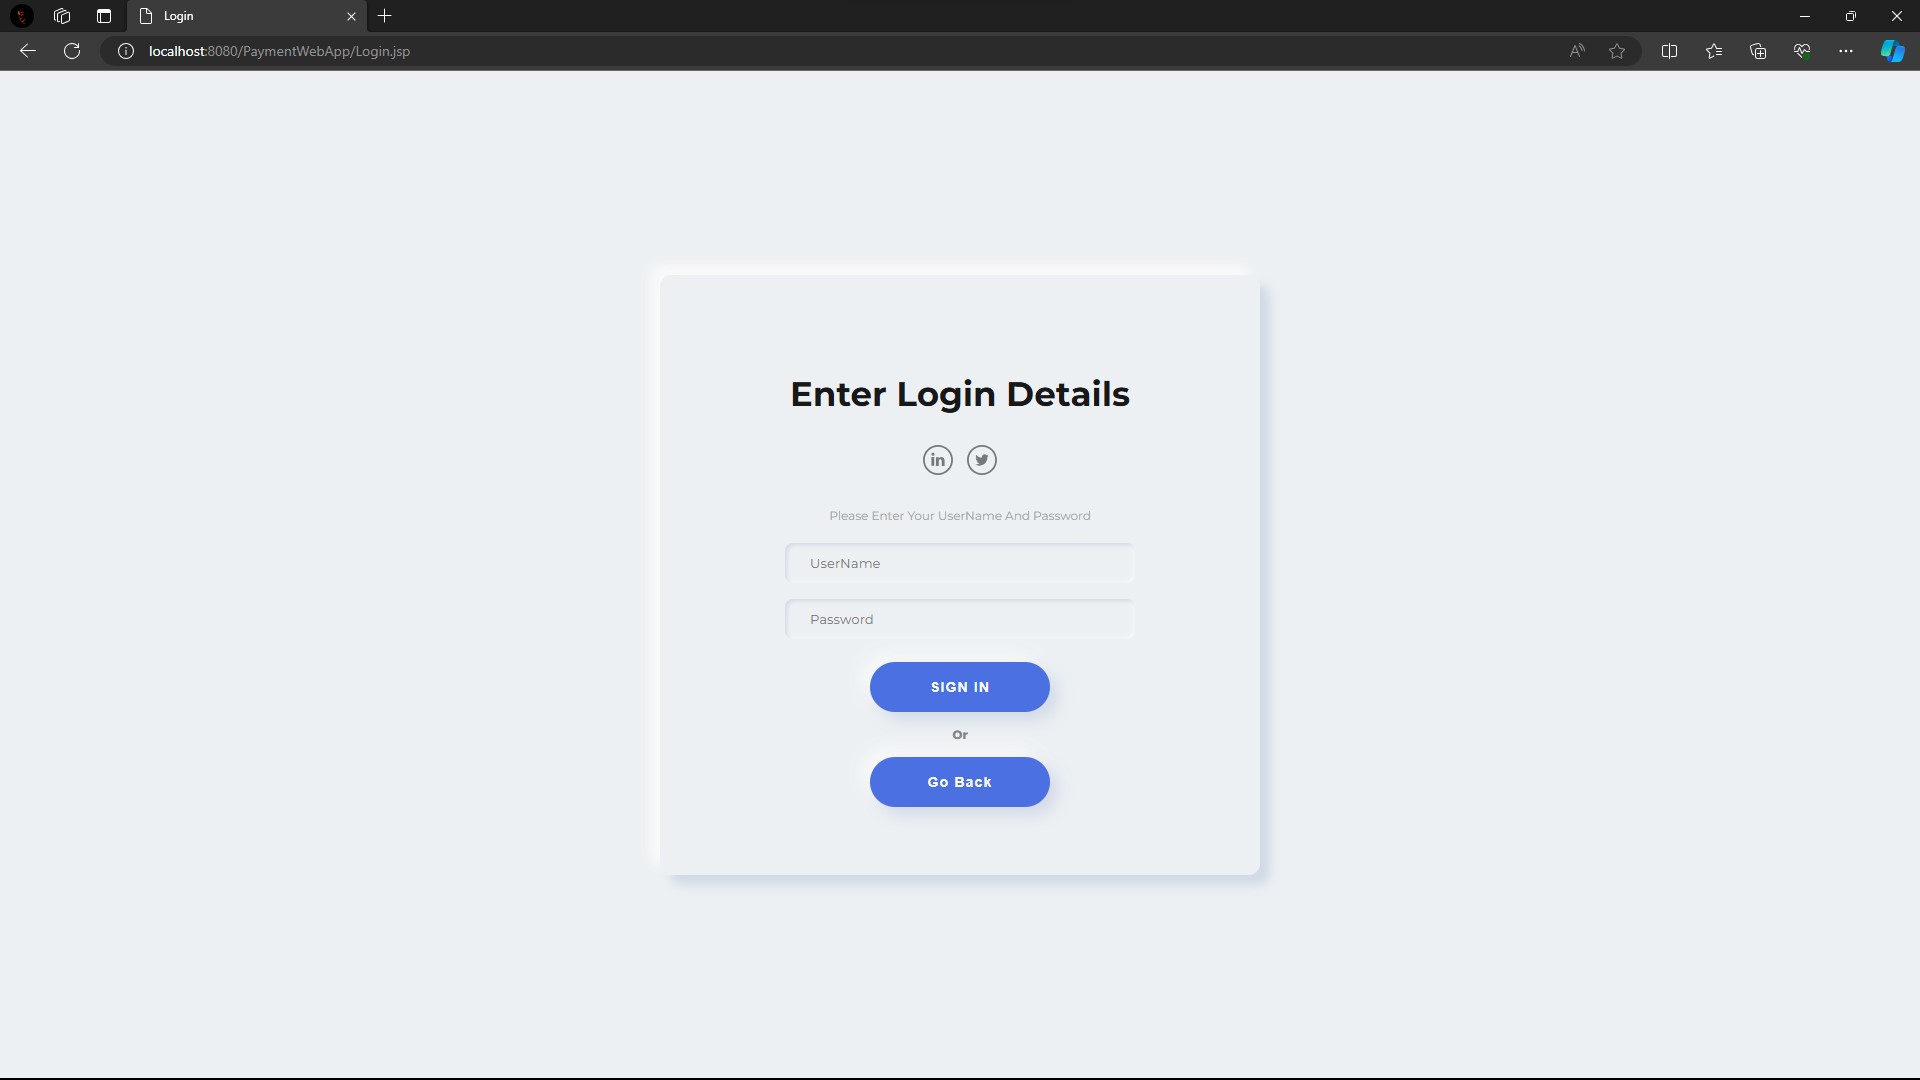 Login
localhost:8080/PaymentWebApp/Login.jsp
Enter Login Details
in
Please Enter Your UserName And Password
UserName
Password
SIGN IN
Or
Go Back